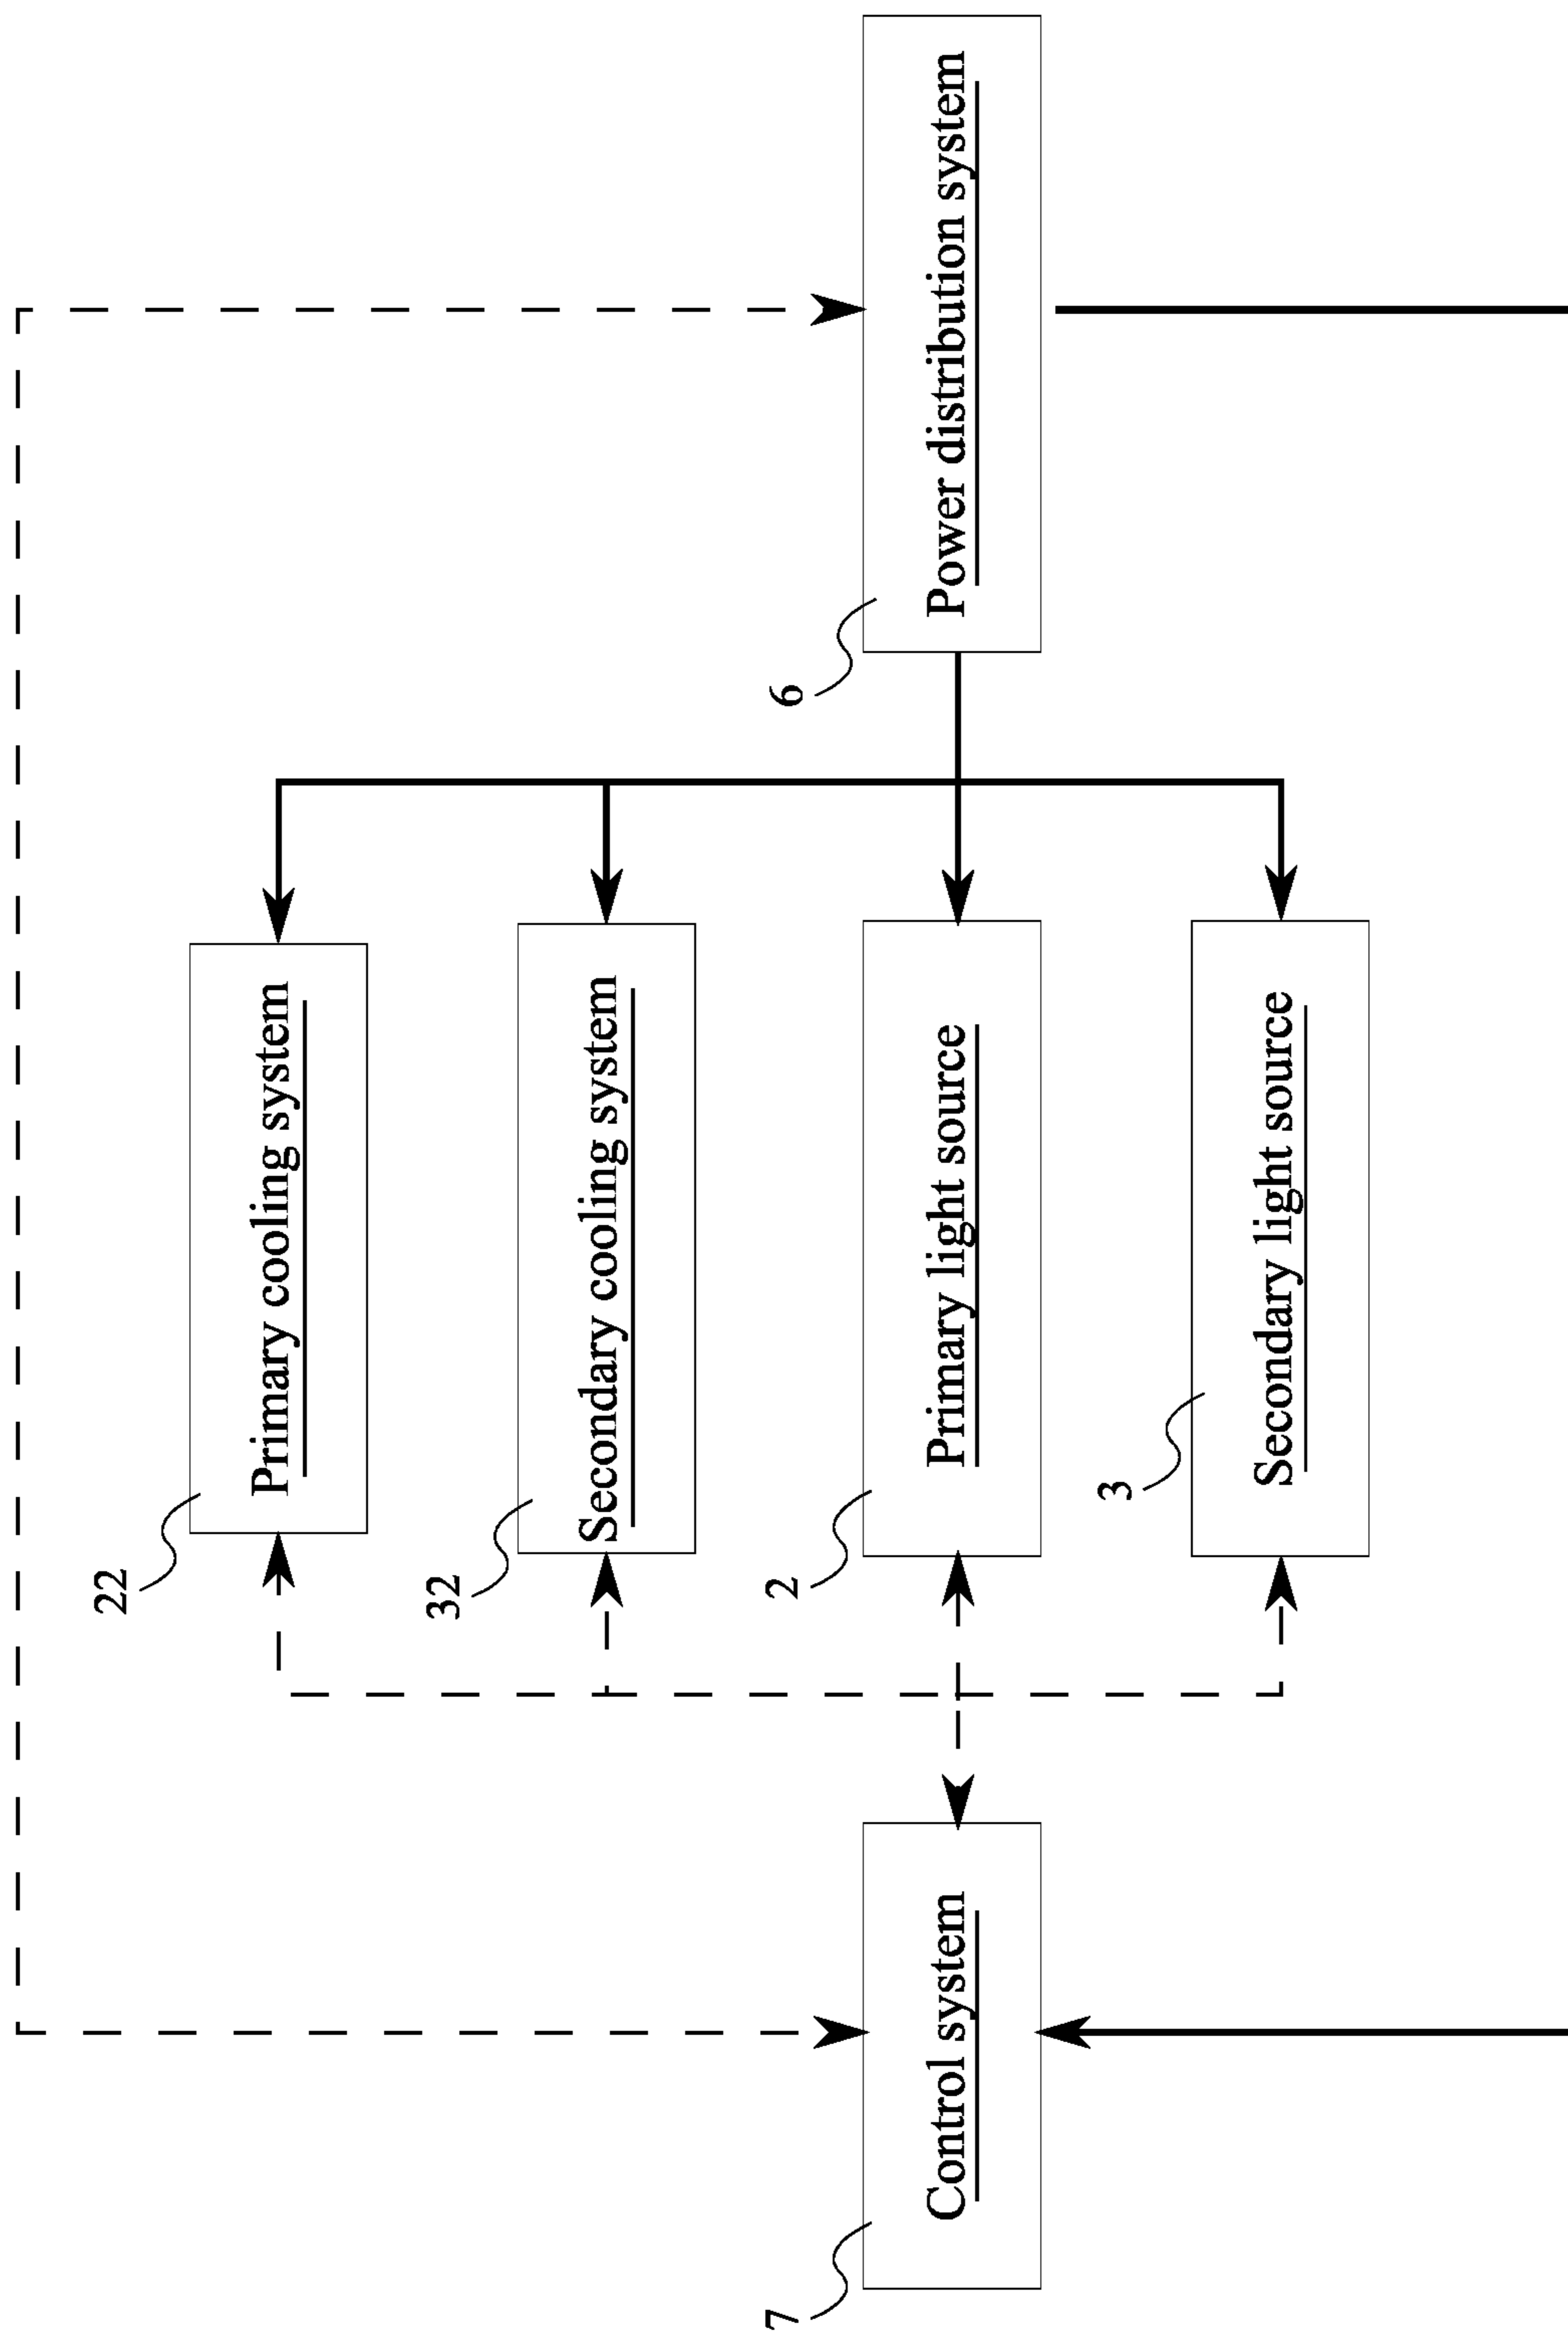 22
Primary cooling system
32
Secondary cooling system
7
Control system
2
Primary light source
6
Power distribution system
3
Secondary light source